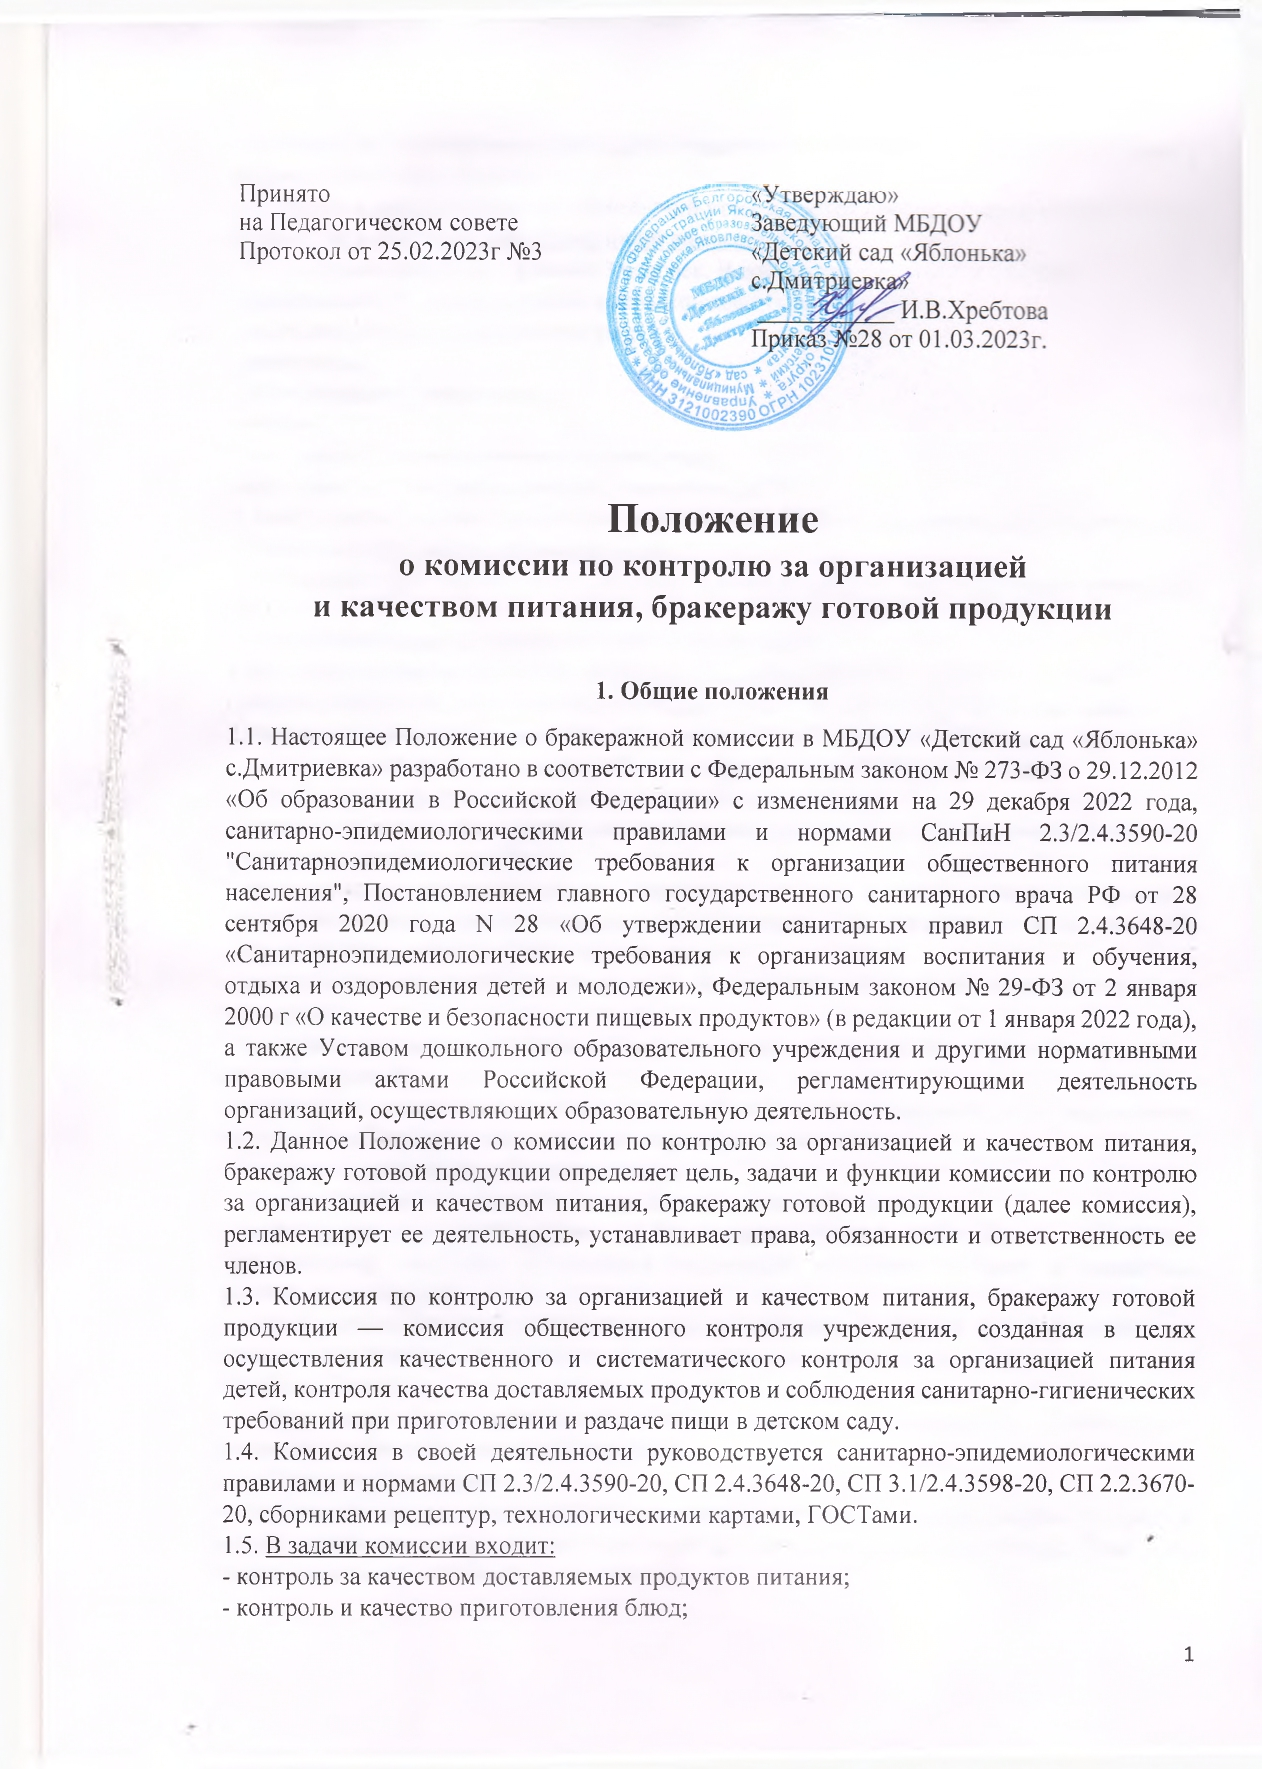 Принято
на Педагогическом совете
Протокол от 25.02.2023г №3
«Утверждаю»
Заведующий МБДОУ
«Детский сад «Яблонька»
с.Дмитриевка»
И.В.Хребтова
Приказ №28 от 01.03.2023г.
МБДОУ
«Детский сад
«Яблонька»
с.Дмитриевка»
ИНН 3121002390 ОГРН
Положение
о комиссии по контролю за организацией
и качеством питания, бракеражу готовой продукции
1. Общие положения
1.1. Настоящее Положение о бракеражной комиссии в МБДОУ «Детский сад «Яблонька»
с.Дмитриевка» разработано в соответствии с Федеральным законом № 273-ФЗ о 29.12.2012
«Об образовании в Российской Федерации» с изменениями на 29 декабря 2022 года,
санитарно-эпидемиологическими правилами и нормами СанПиН 2.3/2.4.3590-20
"Санитарноэпидемиологические требования к организации общественного питания
населения", Постановлением главного государственного санитарного врача РФ от 28
сентября 2020 года N 28 «Об утверждении санитарных правил СП 2.4.3648-20
«Санитарноэпидемиологические требования к организациям воспитания и обучения,
отдыха и оздоровления детей и молодежи», Федеральным законом № 29-ФЗ от 2 января
2000 г «О качестве и безопасности пищевых продуктов» (в редакции от 1 января 2022 года),
а также Уставом дошкольного образовательного учреждения и другими нормативными
правовыми актами Российской Федерации, регламентирующими деятельность
организаций, осуществляющих образовательную деятельность.
1.2. Данное Положение о комиссии по контролю за организацией и качеством питания,
бракеражу готовой продукции определяет цель, задачи и функции комиссии по контролю
за организацией и качеством питания, бракеражу готовой продукции (далее комиссия),
регламентирует ее деятельность, устанавливает права, обязанности и ответственность ее
членов.
1.3. Комиссия по контролю за организацией и качеством питания, бракеражу готовой
продукции — комиссия общественного контроля учреждения, созданная в целях
осуществления качественного и систематического контроля за организацией питания
детей, контроля качества доставляемых продуктов и соблюдения санитарно-гигиенических
требований при приготовлении и раздаче пищи в детском саду.
1.4. Комиссия в своей деятельности руководствуется санитарно-эпидемиологическими
правилами и нормами СП 2.3/2.4.3590-20, СП 2.4.3648-20, СП 3.1/2.4.3598-20, СП 2.2.3670-
20, сборниками рецептур, технологическими картами, ГОСТами.
1.5. В задачи комиссии входит:
- контроль за качеством доставляемых продуктов питания;
- контроль и качество приготовления блюд;
1